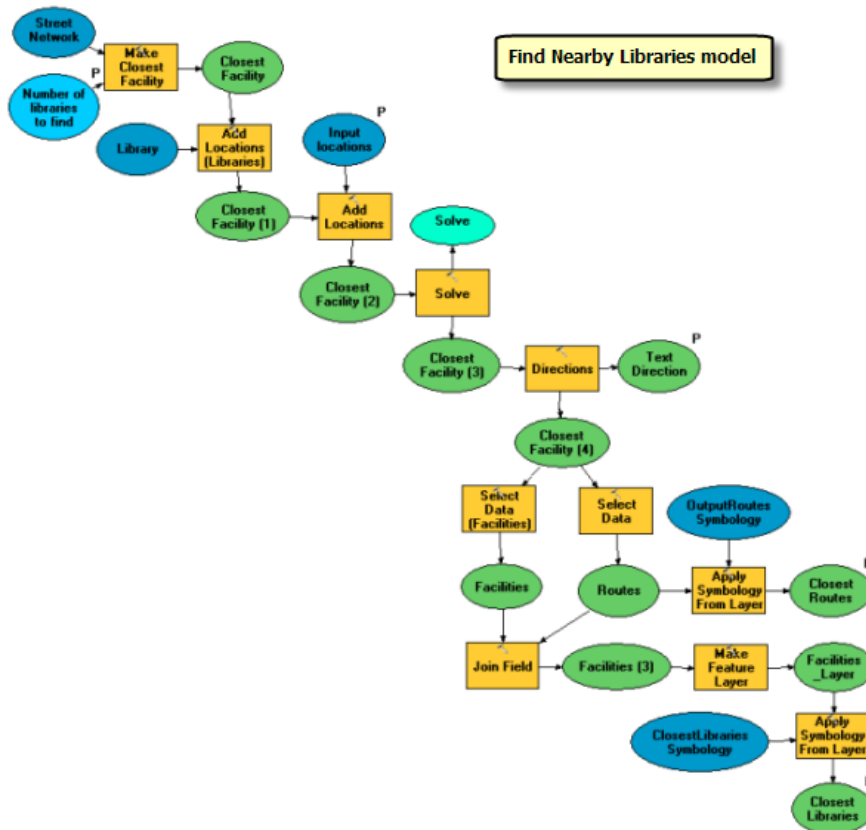 Find Nearby Libraries model
Street
Network
P
Make
Closest
Facility
Closest
Facility
Number of
libraries
to find
P
Library
Add
Locations
(Libraries)
Input
locations
Closest
Facility (1)
Add
Locations
Solve
Closest
Facility (2)
Solve
P
Closest
Facility (3)
Directions
Text
Direction
Closest
Facility (4)
Select
Data
(Facilities)
Select
Data
OutputRoutes
Symbology
Facilities
Routes
Apply
Symbology
From Layer
Closest
Routes
Join Field
Facilities (3)
Make
Feature
Layer
Facilities
_Layer
ClosestLibraries
Symbology
Apply
Symbology
From Layer
Closest
Libraries